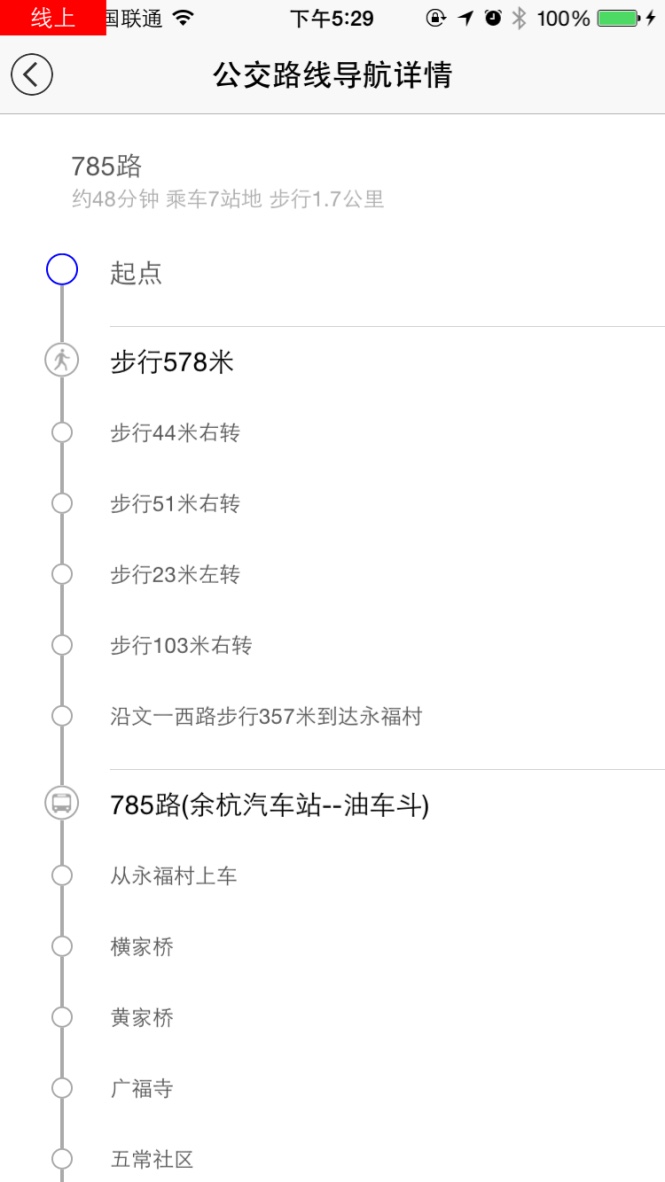 线上 国联通 下午5:29 100%
公交路线导航详情
785路
约48分钟 乘车7站地 步行1.7公里
起点
步行578米
步行44米右转
步行51米右转
步行23米左转
步行103米右转
沿文一西路步行357米到达永福村
785路(余杭汽车站--油车斗)
从永福村上车
横家桥
黄家桥
广福寺
五常社区